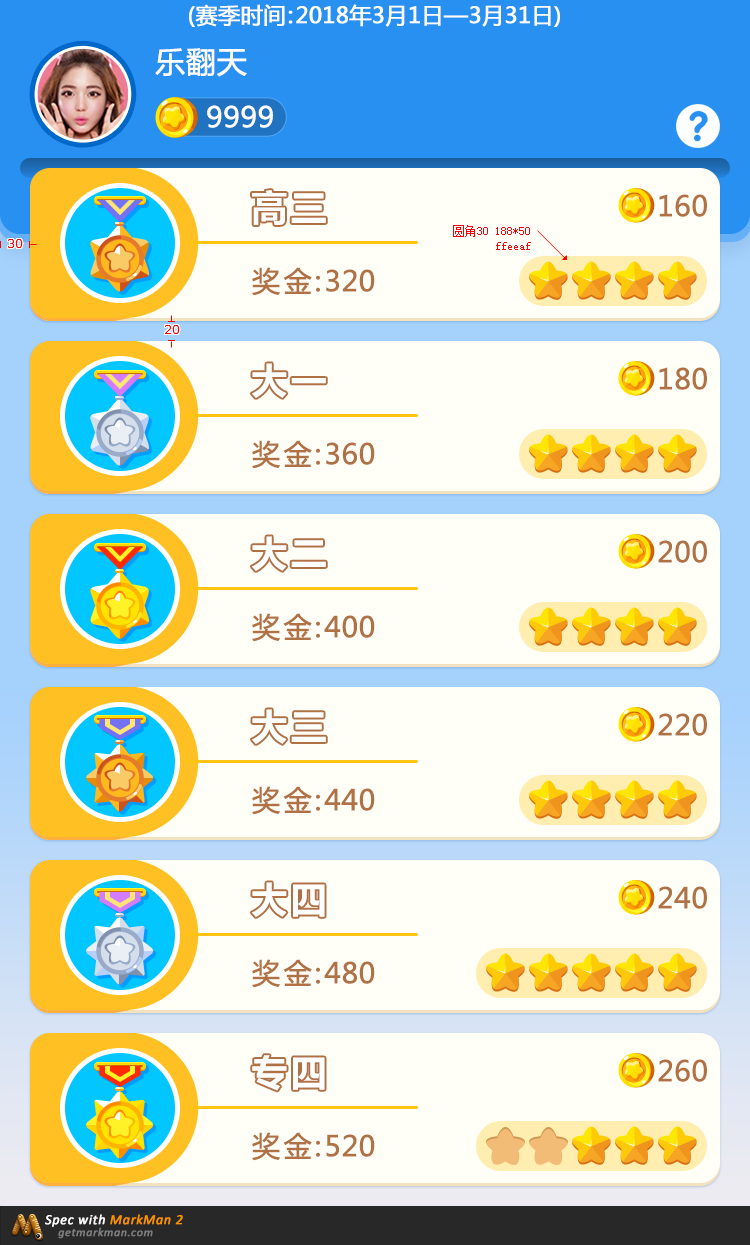 (赛季时间:2018年3月1日—3月31日)
乐翻天
9999
?
高三
160
圆角30 188*50
ffeeaf
30
奖金:320
20
大一
180
奖金:360
大二
200
奖金:400
大三
220
奖金:440
大四
240
奖金:480
专四
260
奖金:520
Spec with MarkMan 2
getmarkman.com